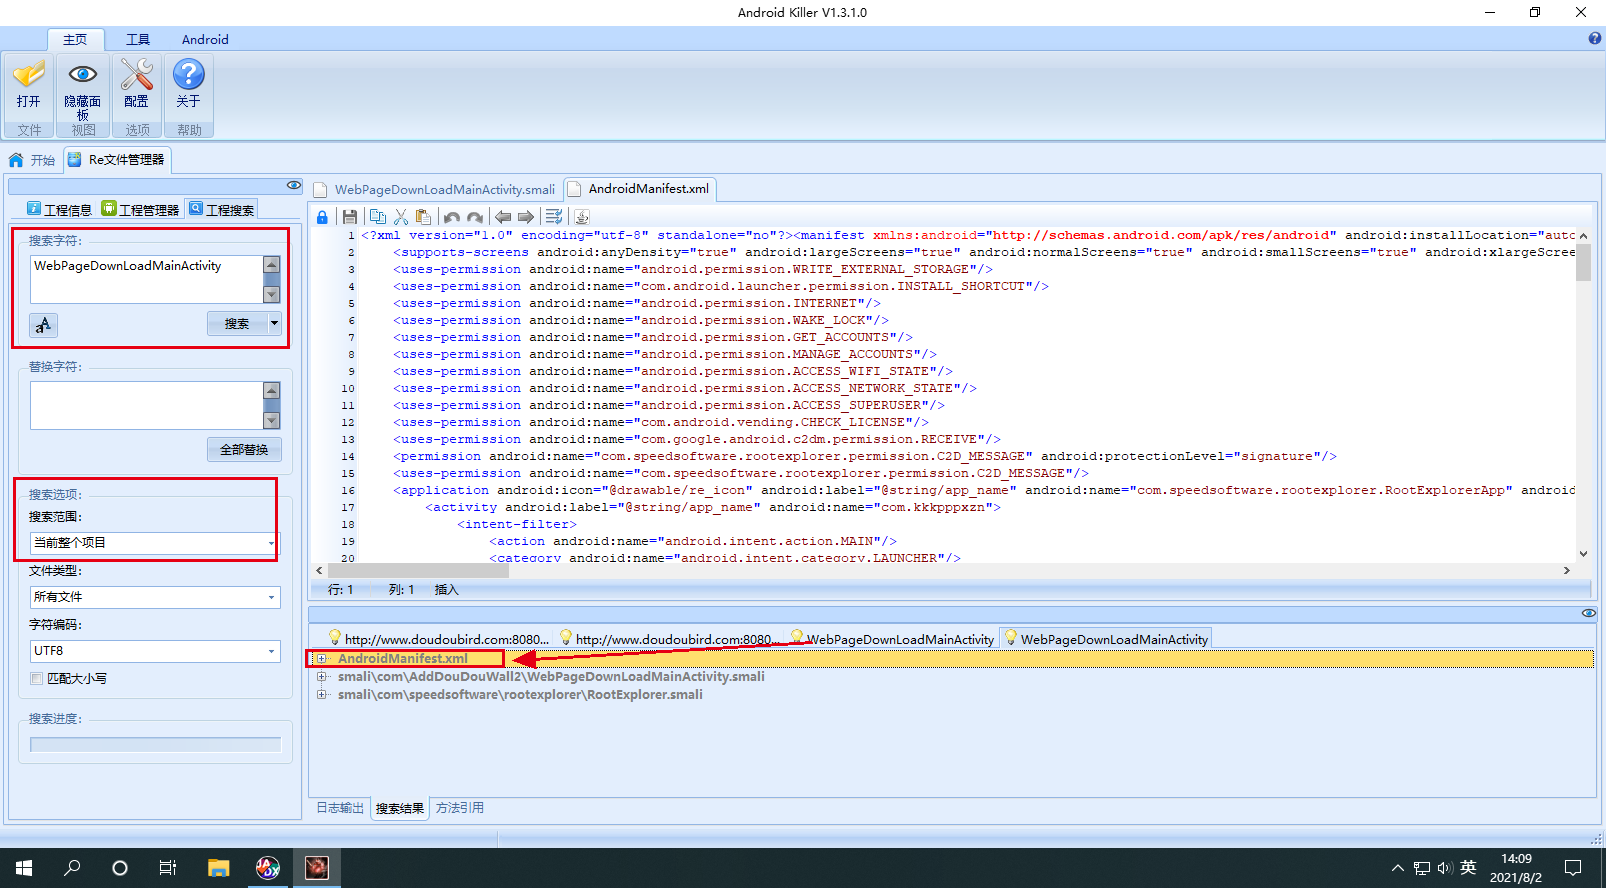 Android Killer V1.3.1.0
主页 工具 Android
打开 隐藏面板 配置 关于
文件 视图 选项 帮助
开始 Re文件管理器
工程信息 工程管理器 工程搜索
搜索字符:
WebPageDownLoadMainActivity
搜索
替换字符:
全部替换
搜索选项:
搜索范围:
当前整个项目
文件类型:
所有文件
字符编码:
UTF8
匹配大小写
搜索进度:
WebPageDownLoadMainActivity.smali AndroidManifest.xml
1 <?xml version="1.0" encoding="utf-8" standalone="no"?><manifest xmlns:android="http://schemas.android.com/apk/res/android" android:installLocation="auto
2 <supports-screens android:anyDensity="true" android:largeScreens="true" android:normalScreens="true" android:smallScreens="true" android:xlargeScree
3 <uses-permission android:name="android.permission.WRITE_EXTERNAL_STORAGE"/>
4 <uses-permission android:name="com.android.launcher.permission.INSTALL_SHORTCUT"/>
5 <uses-permission android:name="android.permission.INTERNET"/>
6 <uses-permission android:name="android.permission.WAKE_LOCK"/>
7 <uses-permission android:name="android.permission.GET_ACCOUNTS"/>
8 <uses-permission android:name="android.permission.MANAGE_ACCOUNTS"/>
9 <uses-permission android:name="android.permission.ACCESS_WIFI_STATE"/>
10 <uses-permission android:name="android.permission.ACCESS_NETWORK_STATE"/>
11 <uses-permission android:name="android.permission.ACCESS_SUPERUSER"/>
12 <uses-permission android:name="com.android.vending.CHECK_LICENSE"/>
13 <uses-permission android:name="com.google.android.c2dm.permission.RECEIVE"/>
14 <permission android:name="com.speedsoftware.rootexplorer.permission.C2D_MESSAGE" android:protectionLevel="signature"/>
15 <uses-permission android:name="com.speedsoftware.rootexplorer.permission.C2D_MESSAGE"/>
16 <application android:icon="@drawable/re_icon" android:label="@string/app_name" android:name="com.speedsoftware.rootexplorer.RootExplorerApp" android
17 <activity android:label="@string/app_name" android:name="com.kkkpppxzn">
18 <intent-filter>
19 <action android:name="android.intent.action.MAIN"/>
20 <category android:name="android.intent.category.LAUNCHER"/>
行: 1 列: 1 插入
http://www.doudoubird.com:8080... http://www.doudoubird.com:8080... WebPageDownLoadMainActivity WebPageDownLoadMainActivity
AndroidManifest.xml
smali\com\AddDouDouWall2\WebPageDownLoadMainActivity.smali
smali\com\speedsoftware\rootexplorer\RootExplorer.smali
日志输出 搜索结果 方法引用
英 14:09
2021/8/2